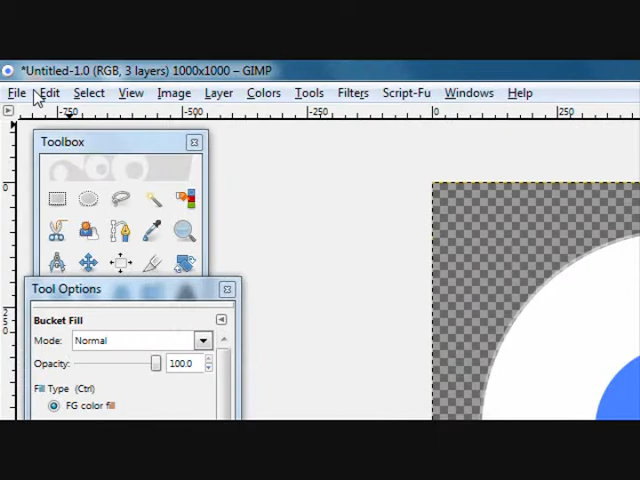 *Untitled-1.0 (RGB, 3 layers) 1000x1000 – GIMP
File Edit Select View Image Layer Colors Tools Filters Script-Fu Windows Help
-750 -500 -250 0 250
Toolbox
0
Tool Options
250
Bucket Fill
Mode: Normal
Opacity: 100.0
Fill Type (Ctrl)
FG color fill